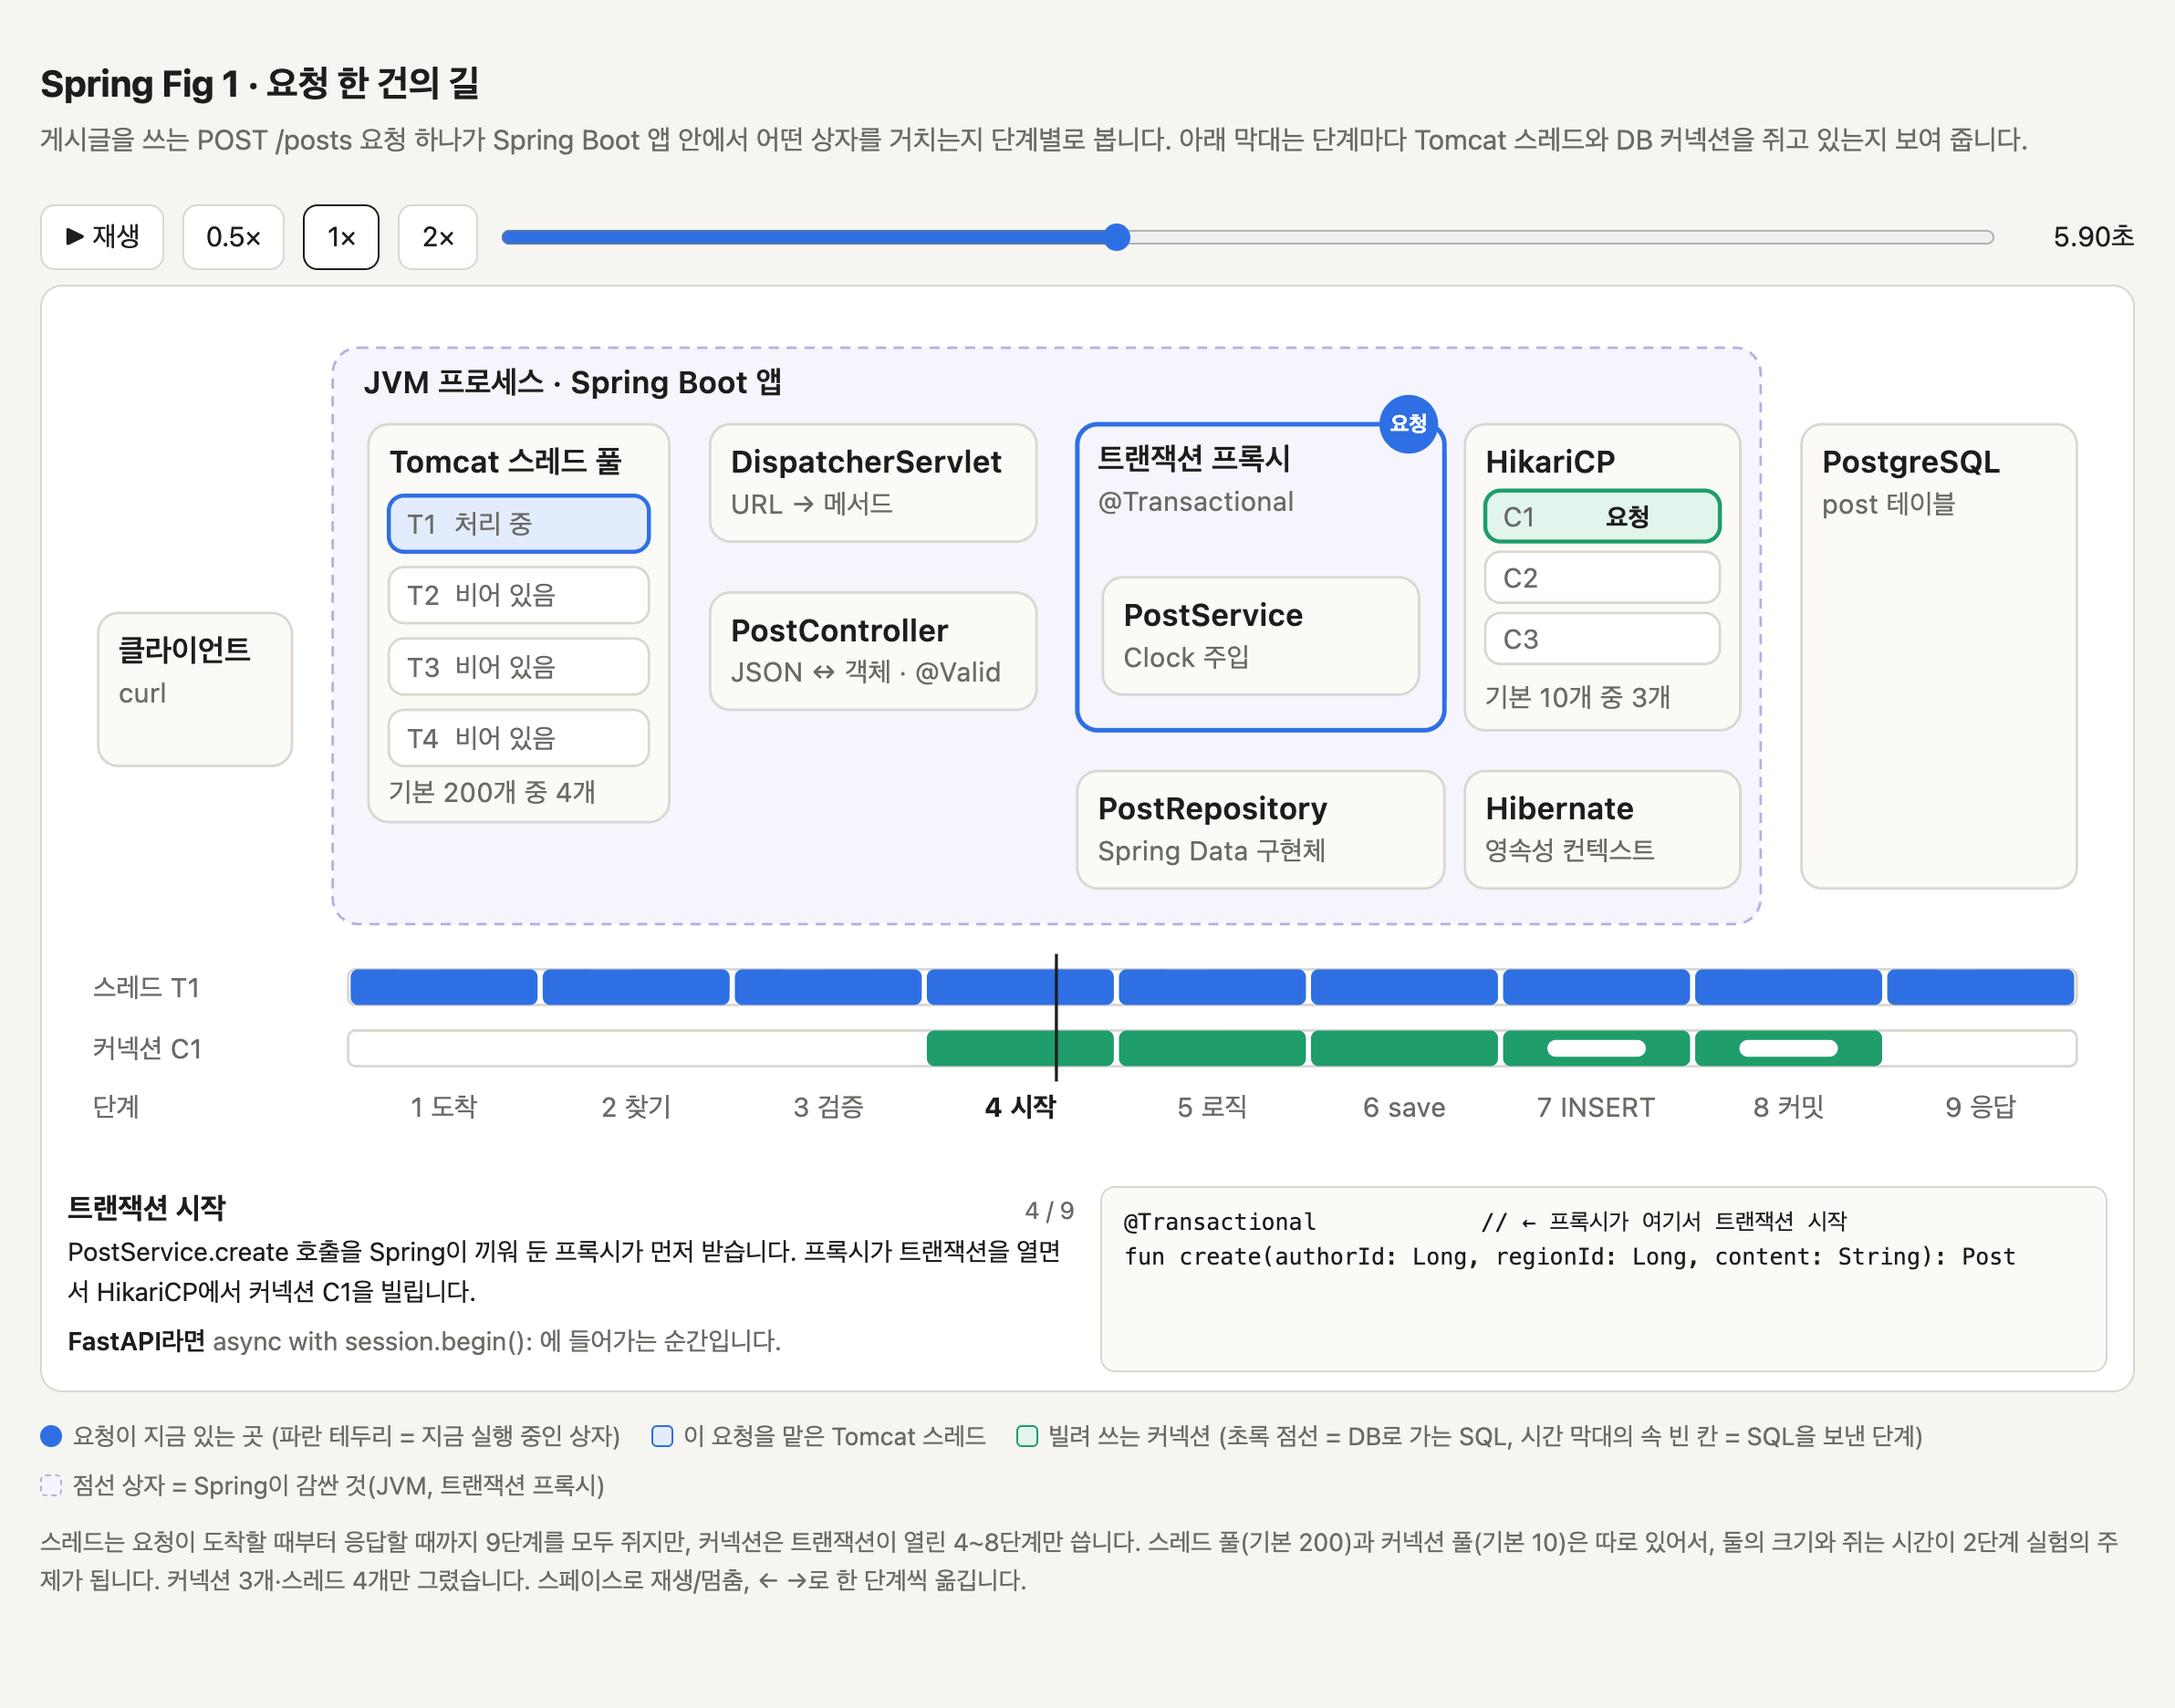 Spring Fig 1 · 요청 한 건의 길
게시글을 쓰는 POST /posts 요청 하나가 Spring Boot 앱 안에서 어떤 상자를 거치는지 단계별로 봅니다. 아래 막대는 단계마다 Tomcat 스레드와 DB 커넥션을 쥐고 있는지 보여 줍니다.
▶ 재생
0.5×
1×
2×
5.90초
JVM 프로세스 · Spring Boot 앱
클라이언트
curl
Tomcat 스레드 풀
T1 처리 중
T2 비어 있음
T3 비어 있음
T4 비어 있음
기본 200개 중 4개
DispatcherServlet
URL → 메서드
PostController
JSON ↔ 객체 · @Valid
요청
트랜잭션 프록시
@Transactional
PostService
Clock 주입
PostRepository
Spring Data 구현체
HikariCP
C1 요청
C2
C3
기본 10개 중 3개
Hibernate
영속성 컨텍스트
PostgreSQL
post 테이블
스레드 T1
커넥션 C1
단계
1 도착
2 찾기
3 검증
4 시작
5 로직
6 save
7 INSERT
8 커밋
9 응답
트랜잭션 시작
4 / 9
PostService.create 호출을 Spring이 끼워 둔 프록시가 먼저 받습니다. 프록시가 트랜잭션을 열면
서 HikariCP에서 커넥션 C1을 빌립니다.
FastAPI라면 async with session.begin(): 에 들어가는 순간입니다.
@Transactional // ← 프록시가 여기서 트랜잭션 시작
fun create(authorId: Long, regionId: Long, content: String): Post
요청이 지금 있는 곳 (파란 테두리 = 지금 실행 중인 상자)
이 요청을 맡은 Tomcat 스레드
빌려 쓰는 커넥션 (초록 점선 = DB로 가는 SQL, 시간 막대의 속 빈 칸 = SQL을 보낸 단계)
점선 상자 = Spring이 감싼 것(JVM, 트랜잭션 프록시)
스레드는 요청이 도착할 때부터 응답할 때까지 9단계를 모두 쥐지만, 커넥션은 트랜잭션이 열린 4~8단계만 씁니다. 스레드 풀(기본 200)과 커넥션 풀(기본 10)은 따로 있어서, 둘의 크기와 쥐는 시간이 2단계 실험의 주
제가 됩니다. 커넥션 3개·스레드 4개만 그렸습니다. 스페이스로 재생/멈춤, ← →로 한 단계씩 옮깁니다.